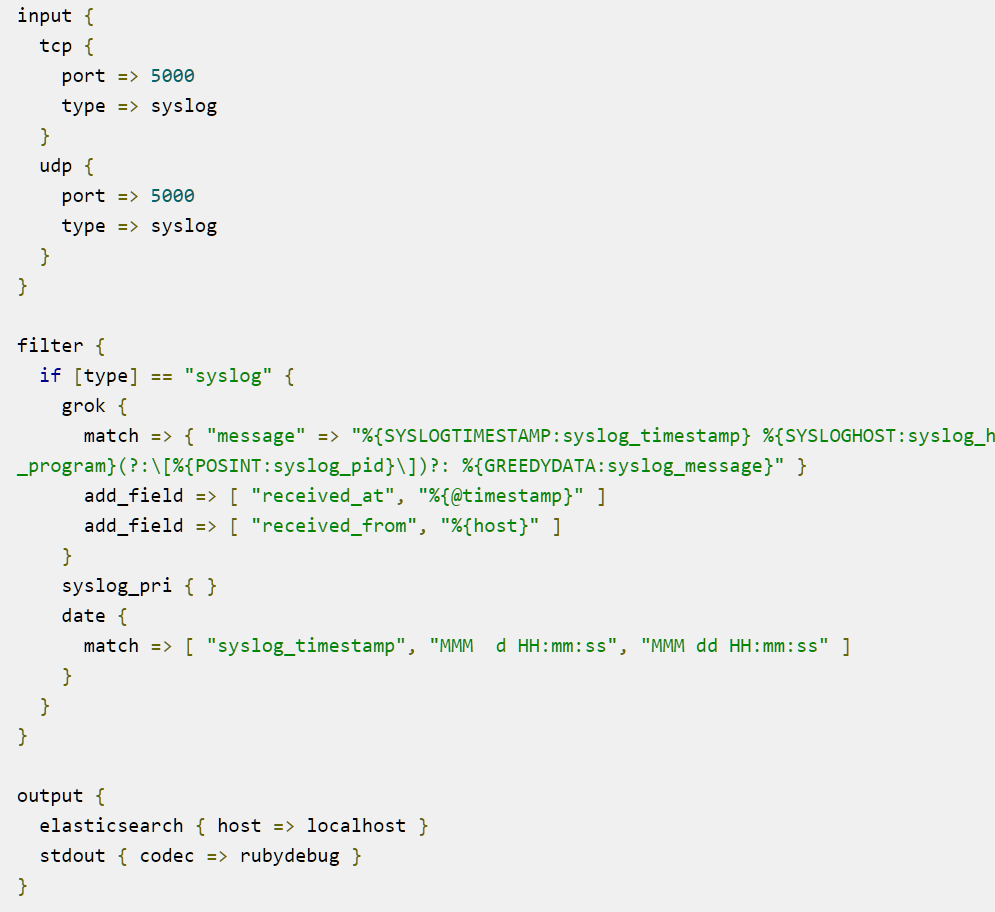 input {
  tcp {
    port => 5000
    type => syslog
  }
  udp {
    port => 5000
    type => syslog
  }
}

filter {
  if [type] == "syslog" {
    grok {
      match => { "message" => "%{SYSLOGTIMESTAMP:syslog_timestamp} %{SYSLOGHOST:syslog_h
_program}(?:\[%{POSINT:syslog_pid}\])?: %{GREEDYDATA:syslog_message}" }
      add_field => [ "received_at", "%{@timestamp}" ]
      add_field => [ "received_from", "%{host}" ]
    }
    syslog_pri { }
    date {
      match => [ "syslog_timestamp", "MMM  d HH:mm:ss", "MMM dd HH:mm:ss" ]
    }
  }
}

output {
  elasticsearch { host => localhost }
  stdout { codec => rubydebug }
}